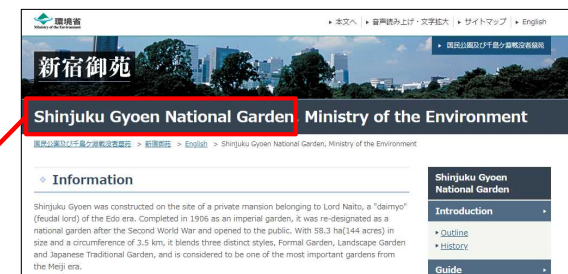 環境省
Ministry of the Environment
本文へ 音声読み上げ・文字拡大 サイトマップ English
国民公園及び千鳥ケ淵戦没者墓苑
新宿御苑
Shinjuku Gyoen National Garden, Ministry of the Environment
国民公園及び千鳥ケ淵戦没者墓苑 > 新宿御苑 > English > Shinjuku Gyoen National Garden, Ministry of the Environment
Information
Shinjuku Gyoen was constructed on the site of a private mansion belonging to Lord Naito, a "daimyo"
(feudal lord) of the Edo era. Completed in 1906 as an imperial garden, it was re-designated as a
national garden after the Second World War and opened to the public. With 58.3 ha(144 acres) in
size and a circumference of 3.5 km, it blends three distinct styles, Formal Garden, Landscape Garden
and Japanese Traditional Garden, and is considered to be one of the most important gardens from
the Meiji era.
Shinjuku Gyoen
National Garden
Introduction
Outline
History
Guide